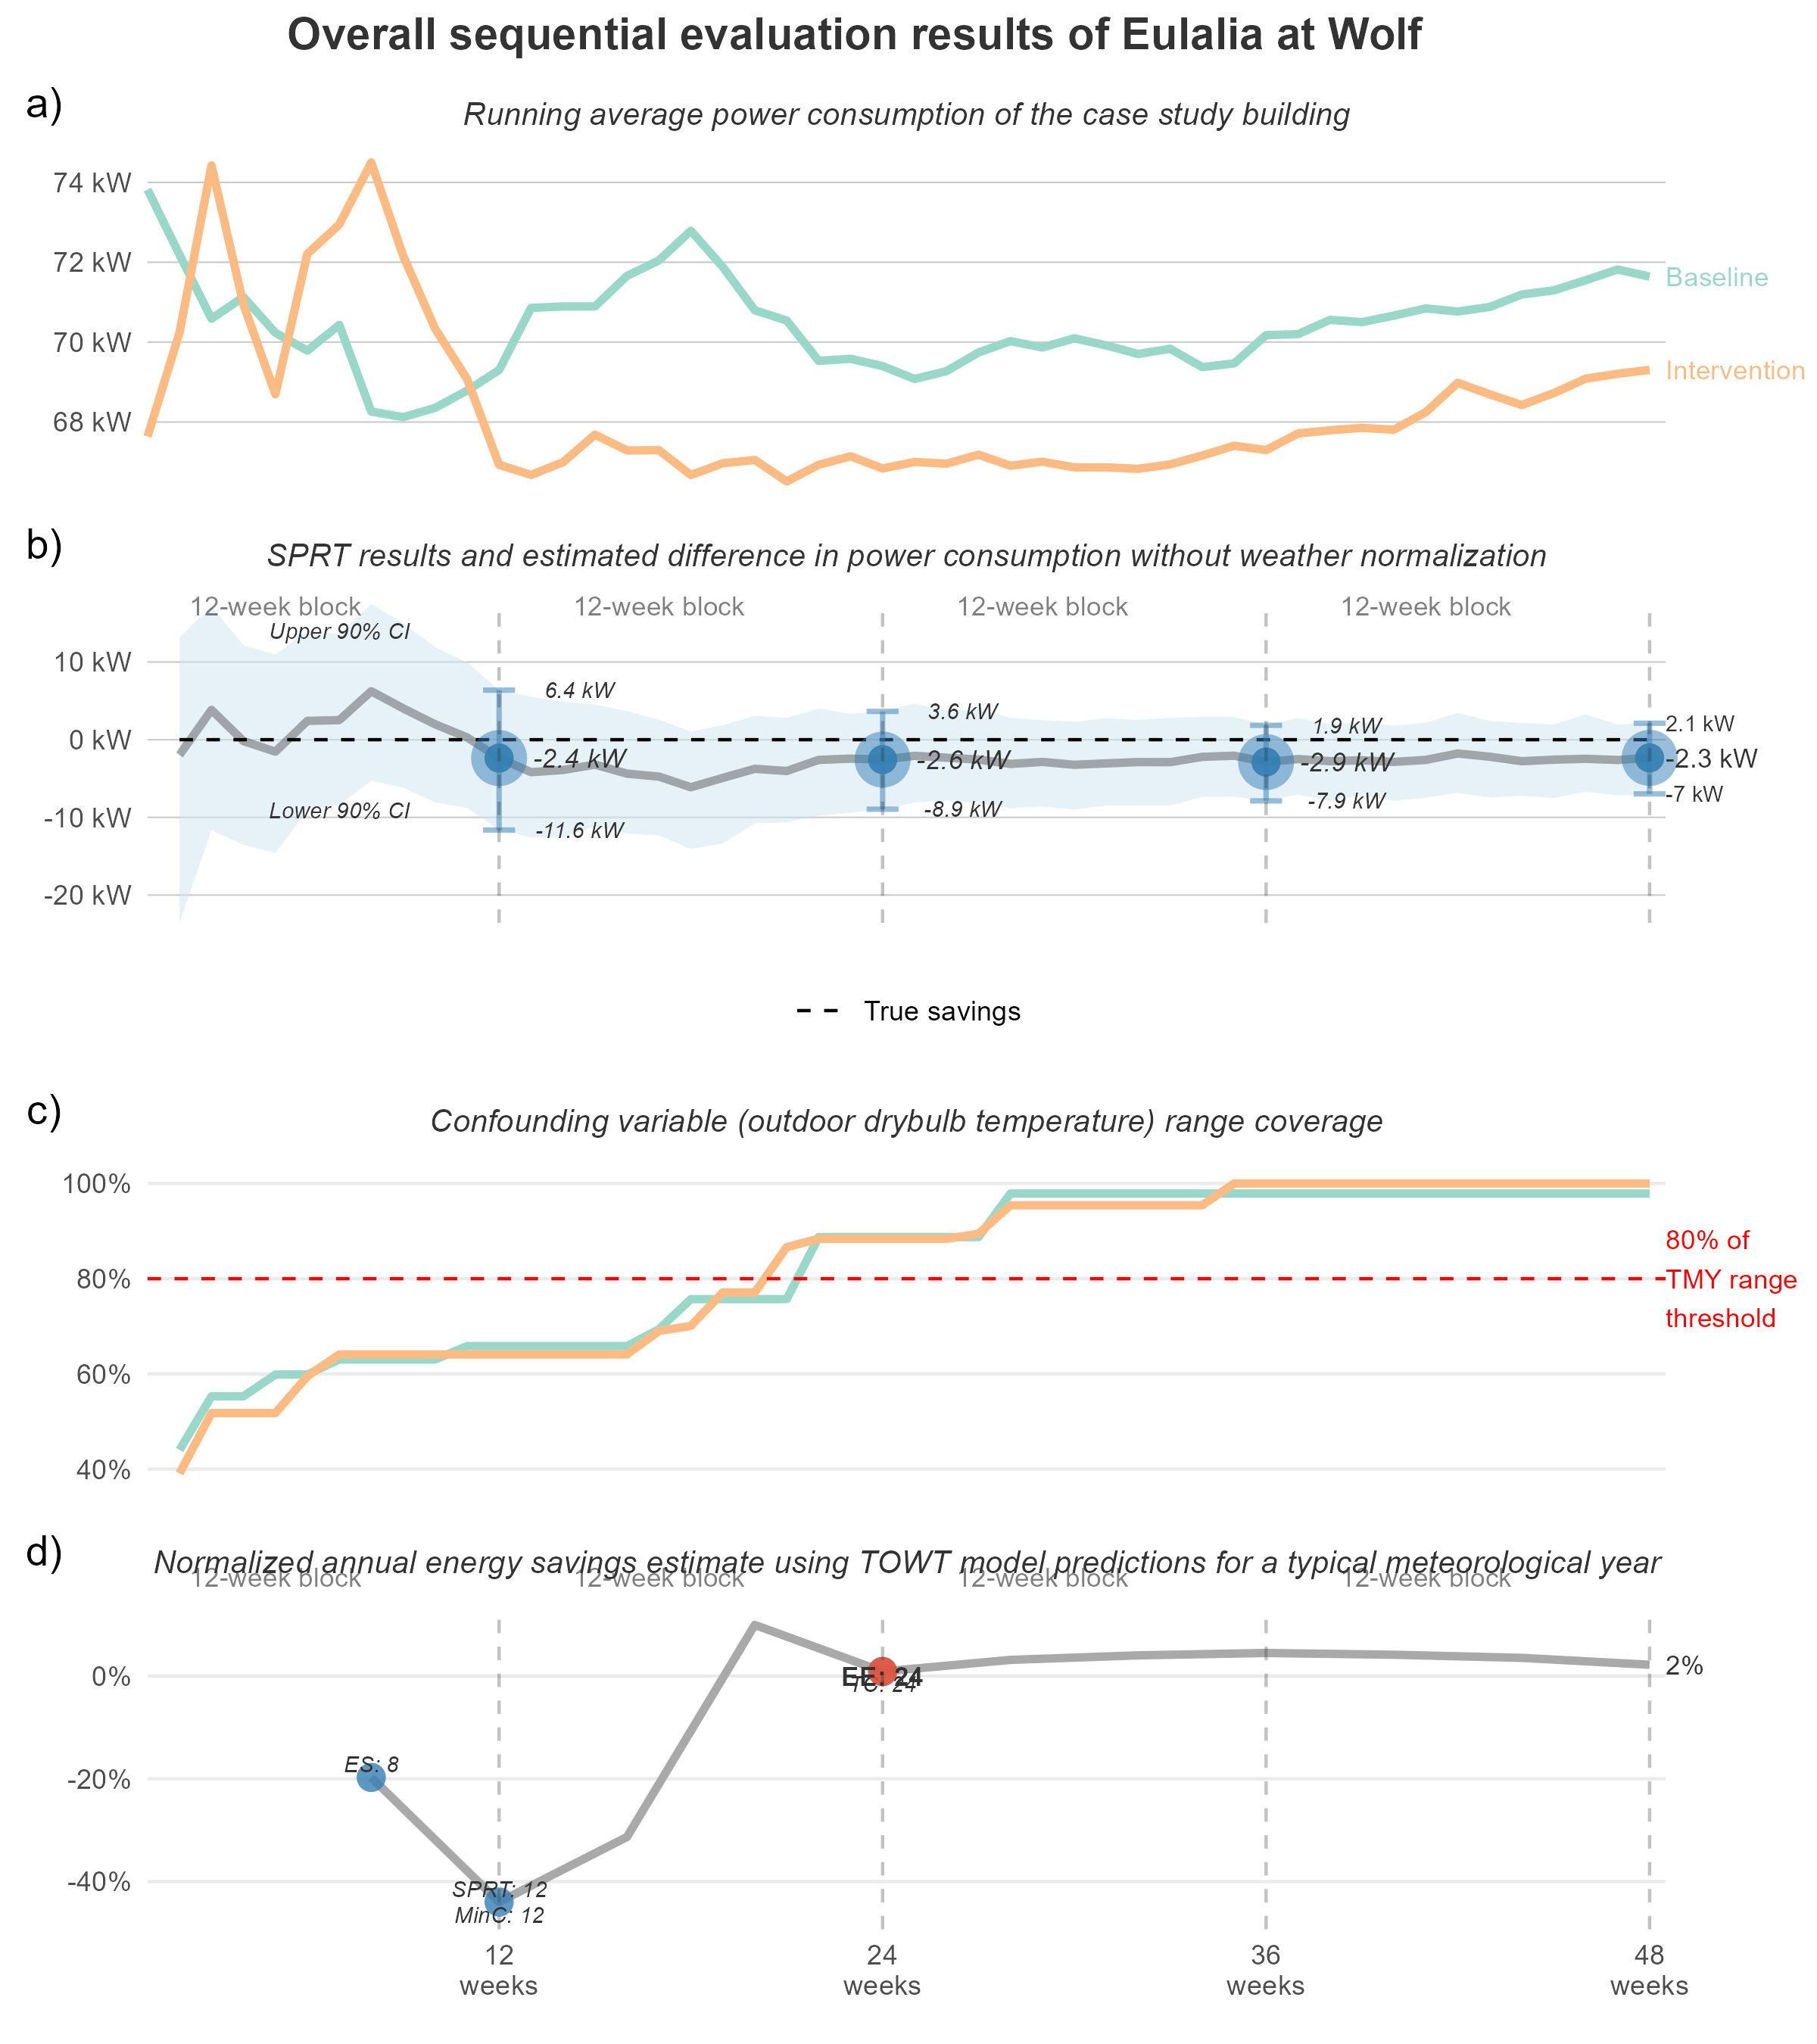 Overall sequential evaluation results of Eulalia at Wolf
a)
Running average power consumption of the case study building
74 kW
72 kW
70 kW
68 kW
Baseline
Intervention
b)
SPRT results and estimated difference in power consumption without weather normalization
12-week block 12-week block 12-week block 12-week block
Upper 90% CI
Lower 90% CI
10 kW
0 kW
-10 kW
-20 kW
6.4 kW
-2.4 kW
-11.6 kW
3.6 kW
-2.6 kW
-8.9 kW
1.9 kW
-2.9 kW
-7.9 kW
2.1 kW
-2.3 kW
-7 kW
True savings
c)
Confounding variable (outdoor drybulb temperature) range coverage
100%
80%
60%
40%
80% of
TMY range
threshold
d)
Normalized annual energy savings estimate using TOWT model predictions for a typical meteorological year
12-week block 12-week block 12-week block 12-week block
0%
-20%
-40%
ES: 8
SPRT: 12
MinC: 12
EE: 24
TC: 24
2%
12
weeks
24
weeks
36
weeks
48
weeks